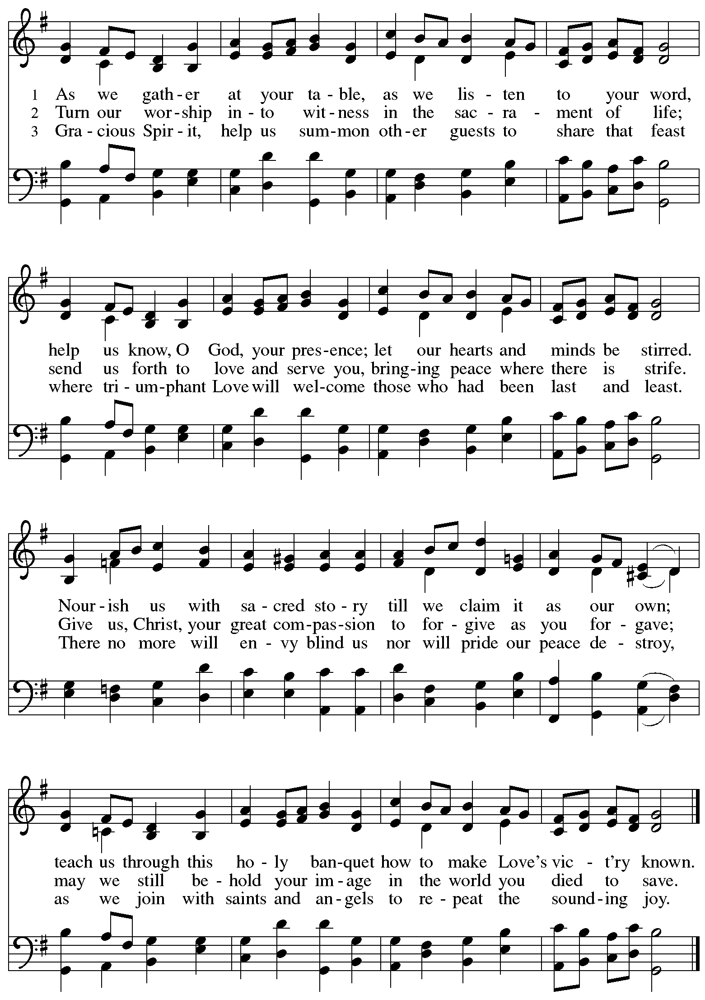 1 As we gath - er at your ta - ble, as we lis - ten to your word,
2 Turn our wor - ship in - to wit - ness in the sac - ra - ment of life;
3 Gra - cious Spir - it, help us sum - mon oth - er guests to share that feast
help us know, O God, your pres - ence; let our hearts and minds be stirred.
send us forth to love and serve you, bring - ing peace where there is strife.
where tri - um - phant Love will wel - come those who had been last and least.
Nour - ish us with sa - cred sto - ry till we claim it as our own;
Give us, Christ, your great com - pas - sion to for - give as you for - gave;
There no more will en - vy blind us nor will pride our peace de - stroy,
teach us through this ho - ly ban - quet how to make Love's vic - t'ry known.
may we still be - hold your im - age in the world you died to save.
as we join with saints and an - gels to re - peat the sound - ing joy.